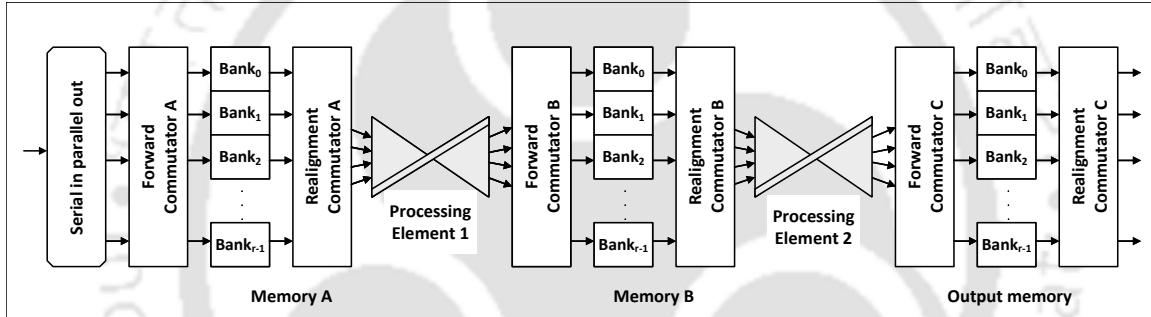 Serial in parallel out
Forward
Commutator A
Bank0
Bank1
Bank2
Bankr-1
Realignment
Commutator A
Memory A
Processing
Element 1
Forward
Commutator B
Bank0
Bank1
Bank2
Bankr-1
Realignment
Commutator B
Memory B
Processing
Element 2
Forward
Commutator C
Bank0
Bank1
Bank2
Bankr-1
Realignment
Commutator C
Output memory